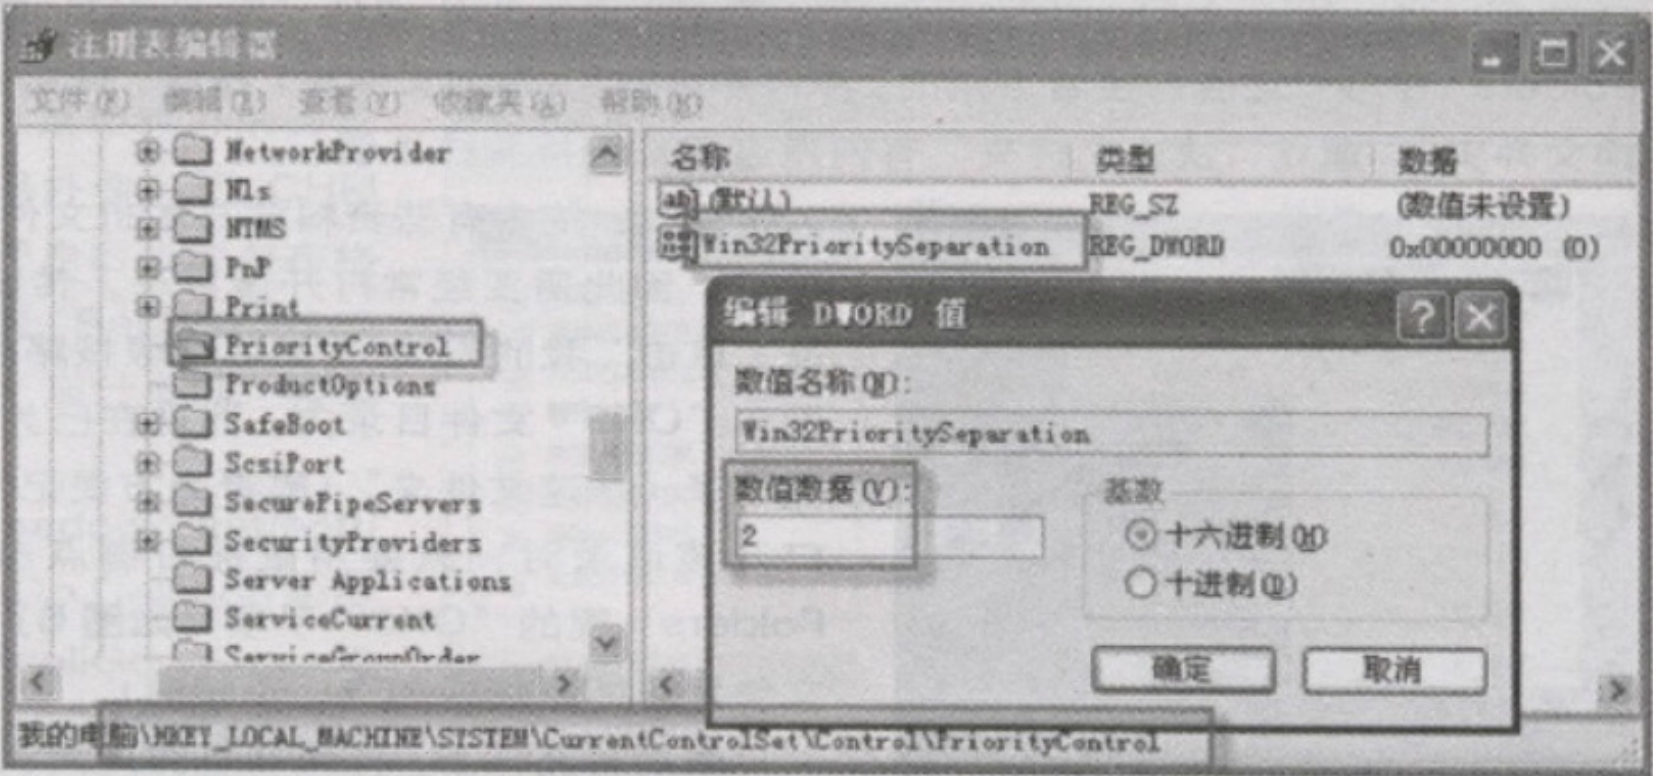 注册表编辑器
文件(F) 编辑(E) 查看(V) 收藏夹(A) 帮助(H)
NetworkProvider
Nls
NTMS
PnP
Print
PriorityControl
ProductOptions
SafeBoot
ScsiPort
SecurePipeServers
SecurityProviders
Server Applications
ServiceCurrent
ServiceGroupOrder
名称 类型 数据
ab (默认) REG_SZ (数值未设置)
Win32PrioritySeparation REG_DWORD 0x00000000 (0)
编辑 DWORD 值
数值名称(N):
Win32PrioritySeparation
数值数据(V):
2
基数
十六进制(H)
十进制(D)
确定 取消
我的电脑\HKEY_LOCAL_MACHINE\SYSTEM\CurrentControlSet\Control\PriorityControl